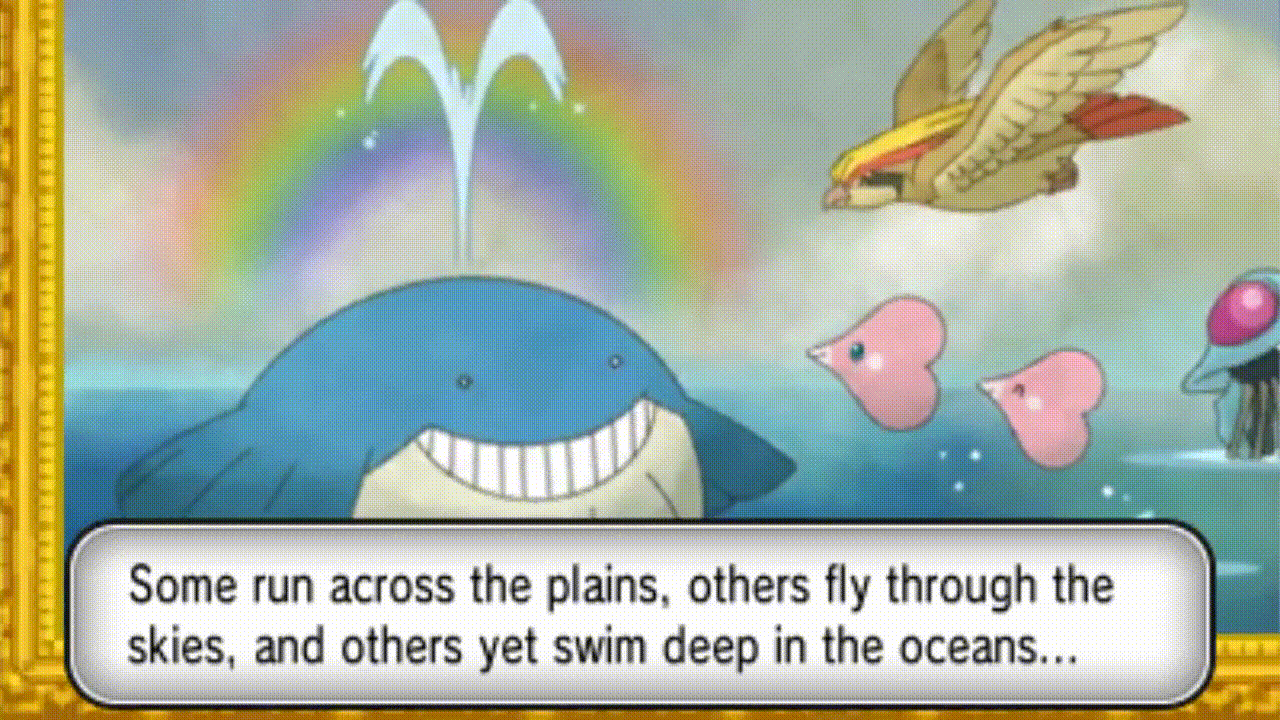 Some run across the plains, others fly through the
skies, and others yet swim deep in the oceans...